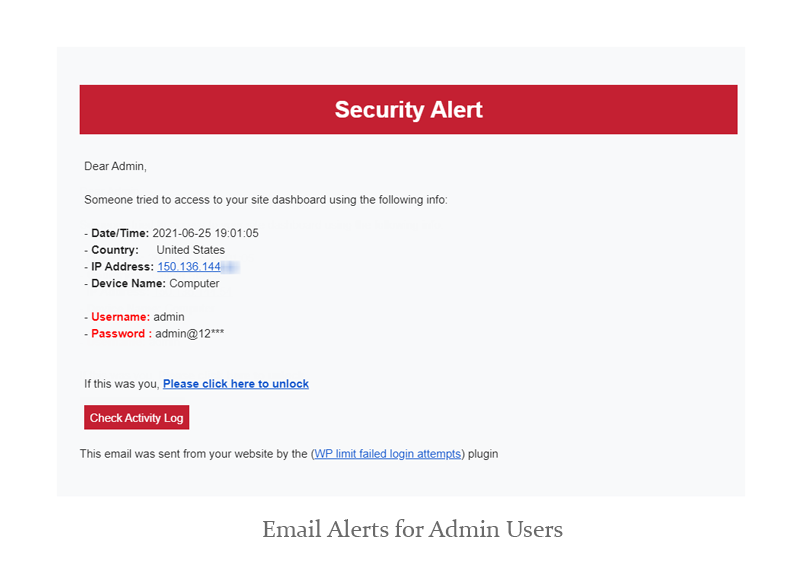 Security Alert
Dear Admin,
Someone tried to access to your site dashboard using the following info:
- Date/Time: 2021-06-25 19:01:05
- Country: United States
- IP Address: 150.136.144
- Device Name: Computer
- Username: admin
- Password : admin@12***
If this was you, Please click here to unlock
Check Activity Log
This email was sent from your website by the (WP limit failed login attempts) plugin
Email Alerts for Admin Users